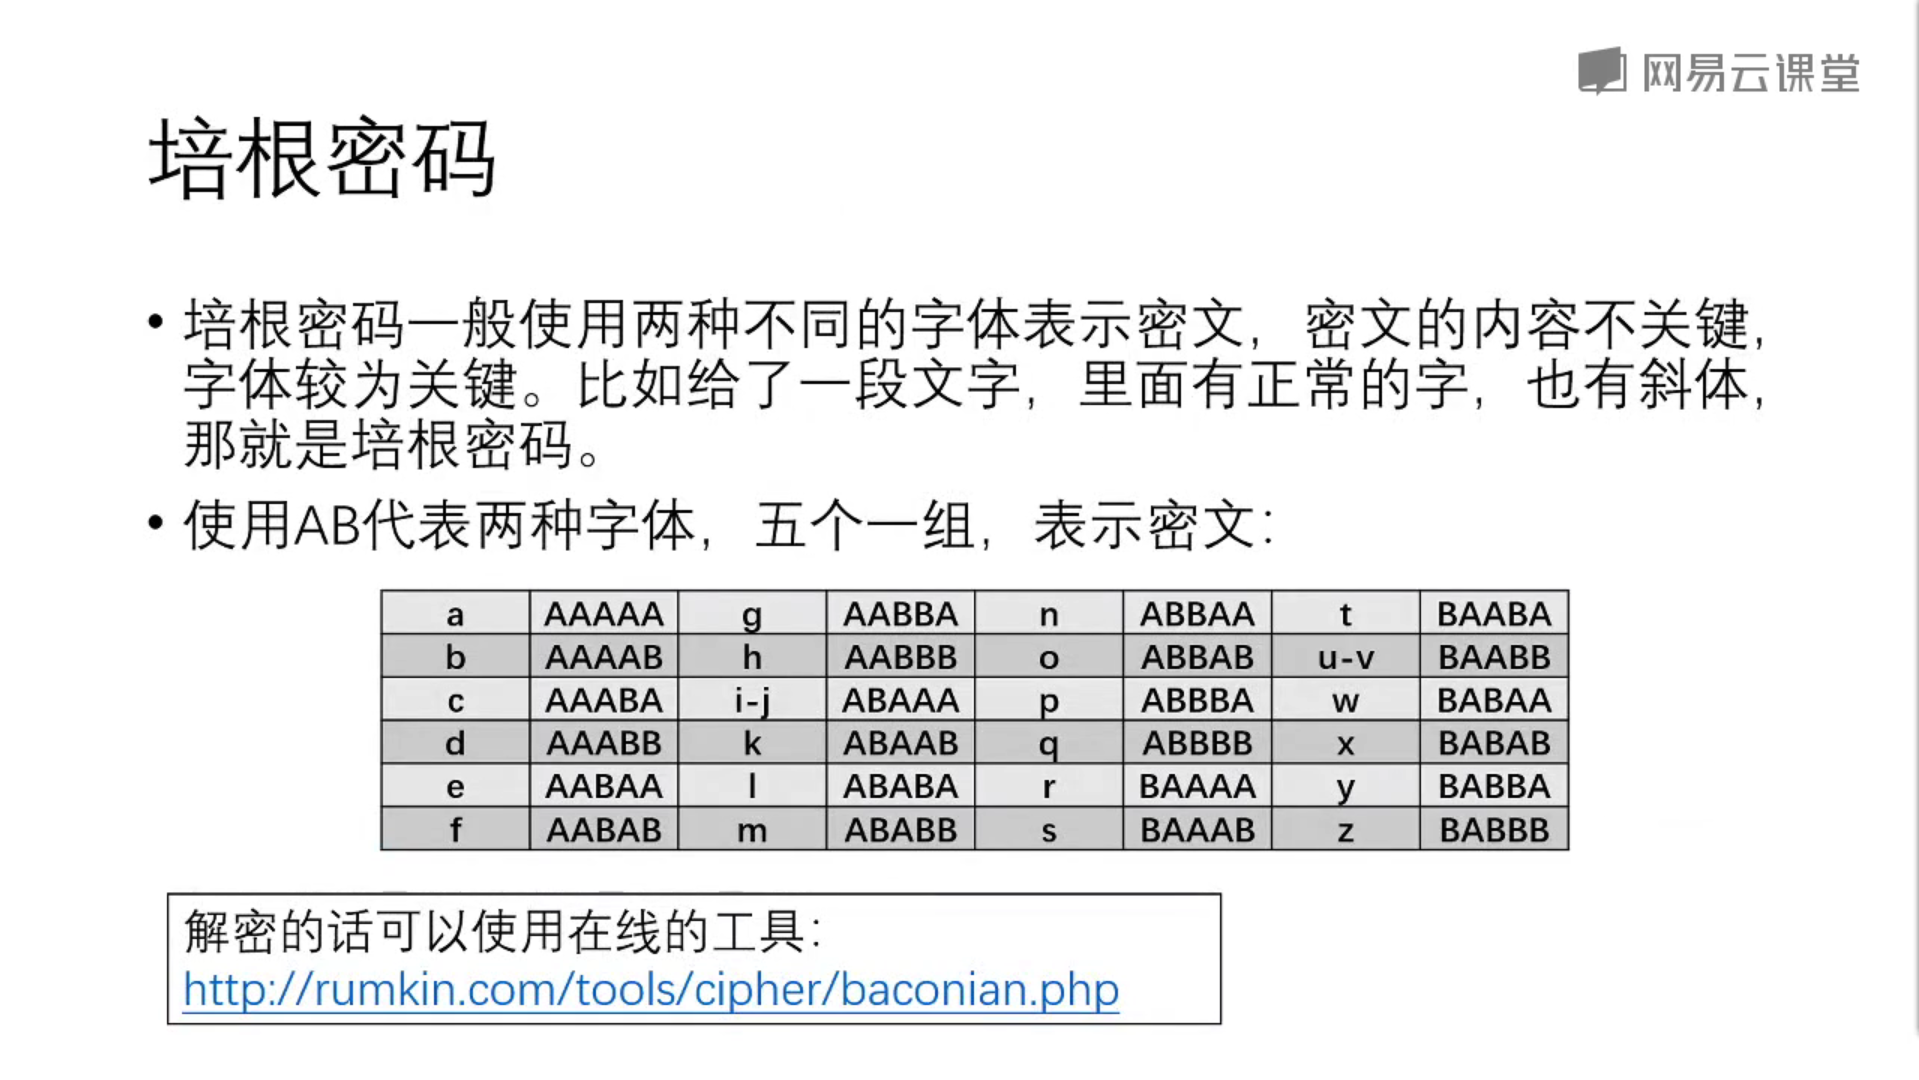 网易云课堂
培根密码
• 培根密码一般使用两种不同的字体表示密文，密文的内容不关键，
字体较为关键。比如给了一段文字，里面有正常的字，也有斜体，
那就是培根密码。
• 使用AB代表两种字体，五个一组，表示密文：
a AAAAA g AABBA n ABBAA t BAABA
b AAAAB h AABBB o ABBAB u-v BAABB
c AAABA i-j ABAAA p ABBBA w BABAA
d AAABB k ABAAB q ABBBB x BABAB
e AABAA l ABABA r BAAAA y BABBA
f AABAB m ABABB s BAAAB z BABBB
解密的话可以使用在线的工具：
http://rumkin.com/tools/cipher/baconian.php